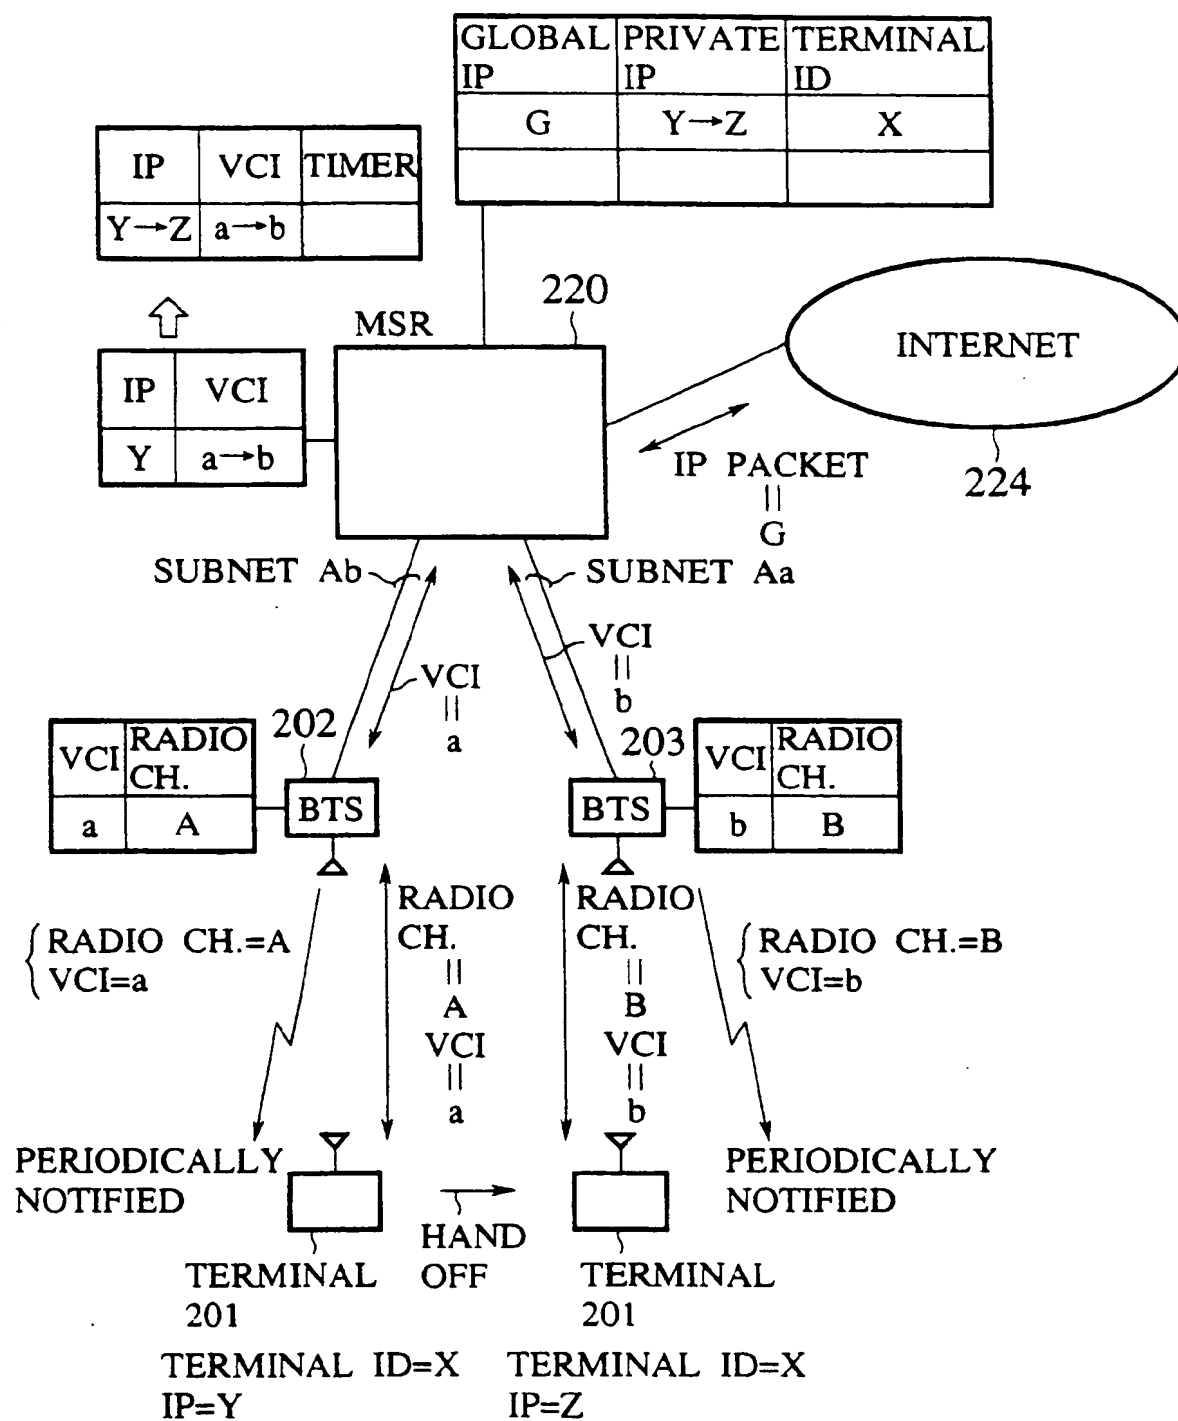 GLOBAL IP PRIVATE IP TERMINAL ID
G Y→Z X
IP VCI TIMER
Y→Z a→b
220
MSR
INTERNET
IP VCI
Y a→b
IP PACKET
||
G
224
SUBNET Ab
SUBNET Aa
VCI
||
b
VCI
||
a
202
203
VCI RADIO CH.
a A
BTS
BTS
VCI RADIO CH.
b B
RADIO CH.
||
A
VCI
||
a
RADIO CH.
||
B
VCI
||
b
RADIO CH.=A
VCI=a
RADIO CH.=B
VCI=b
PERIODICALLY
NOTIFIED
PERIODICALLY
NOTIFIED
HAND
OFF
TERMINAL
201
TERMINAL
201
TERMINAL ID=X
IP=Y
TERMINAL ID=X
IP=Z